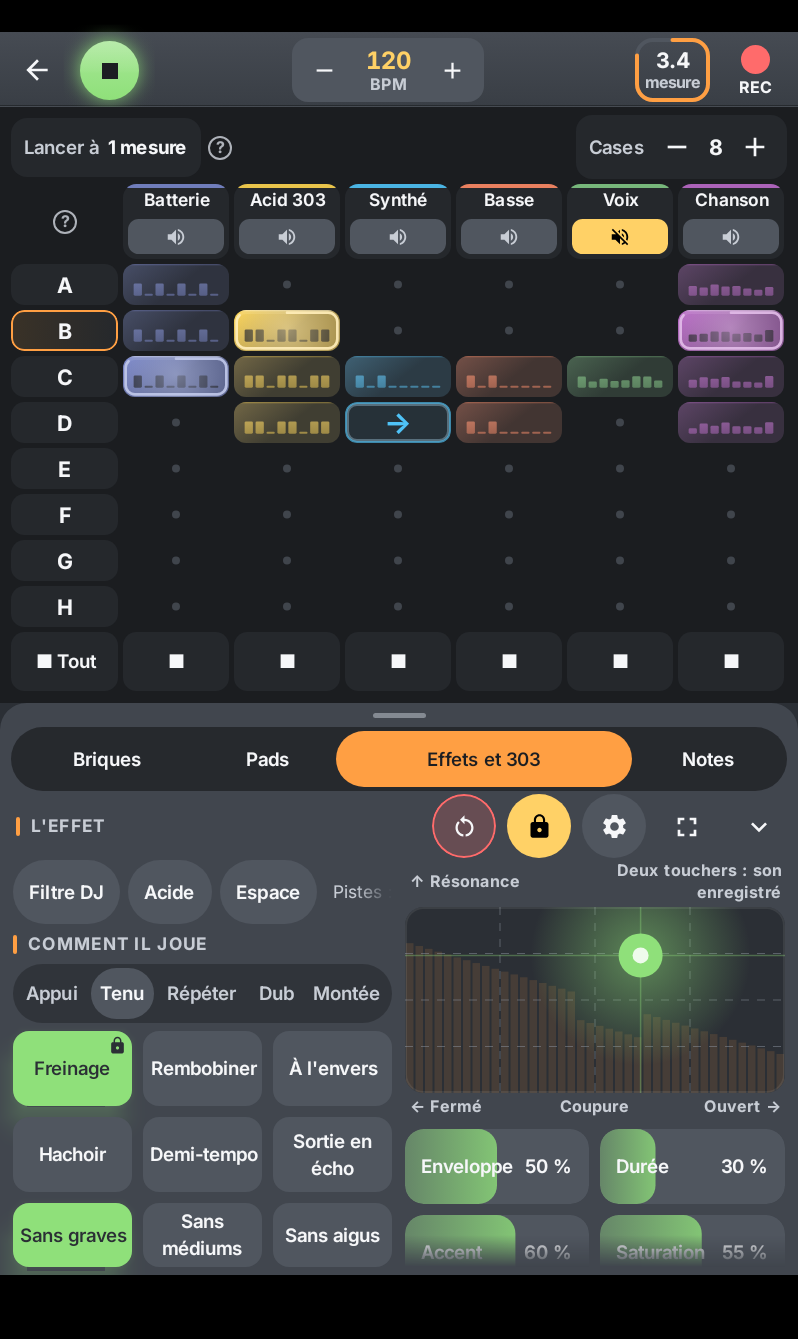 120
BPM
3.4
mesure
REC
Lancer à 1 mesure ?
Cases − 8 +
Batterie Acid 303 Synthé Basse Voix Chanson
?
A
B
C
D
E
F
G
H
Tout
Briques Pads Effets et 303 Notes
L'EFFET
Filtre DJ Acide Espace Pistes
COMMENT IL JOUE
Appui Tenu Répéter Dub Montée
Freinage Rembobiner À l'envers
Hachoir Demi-tempo Sortie en
écho
Sans graves Sans
médiums Sans aigus
↑ Résonance
Deux touchers : son
enregistré
← Fermé Coupure Ouvert →
Enveloppe 50 % Durée 30 %
Accent 60 % Saturation 55 %